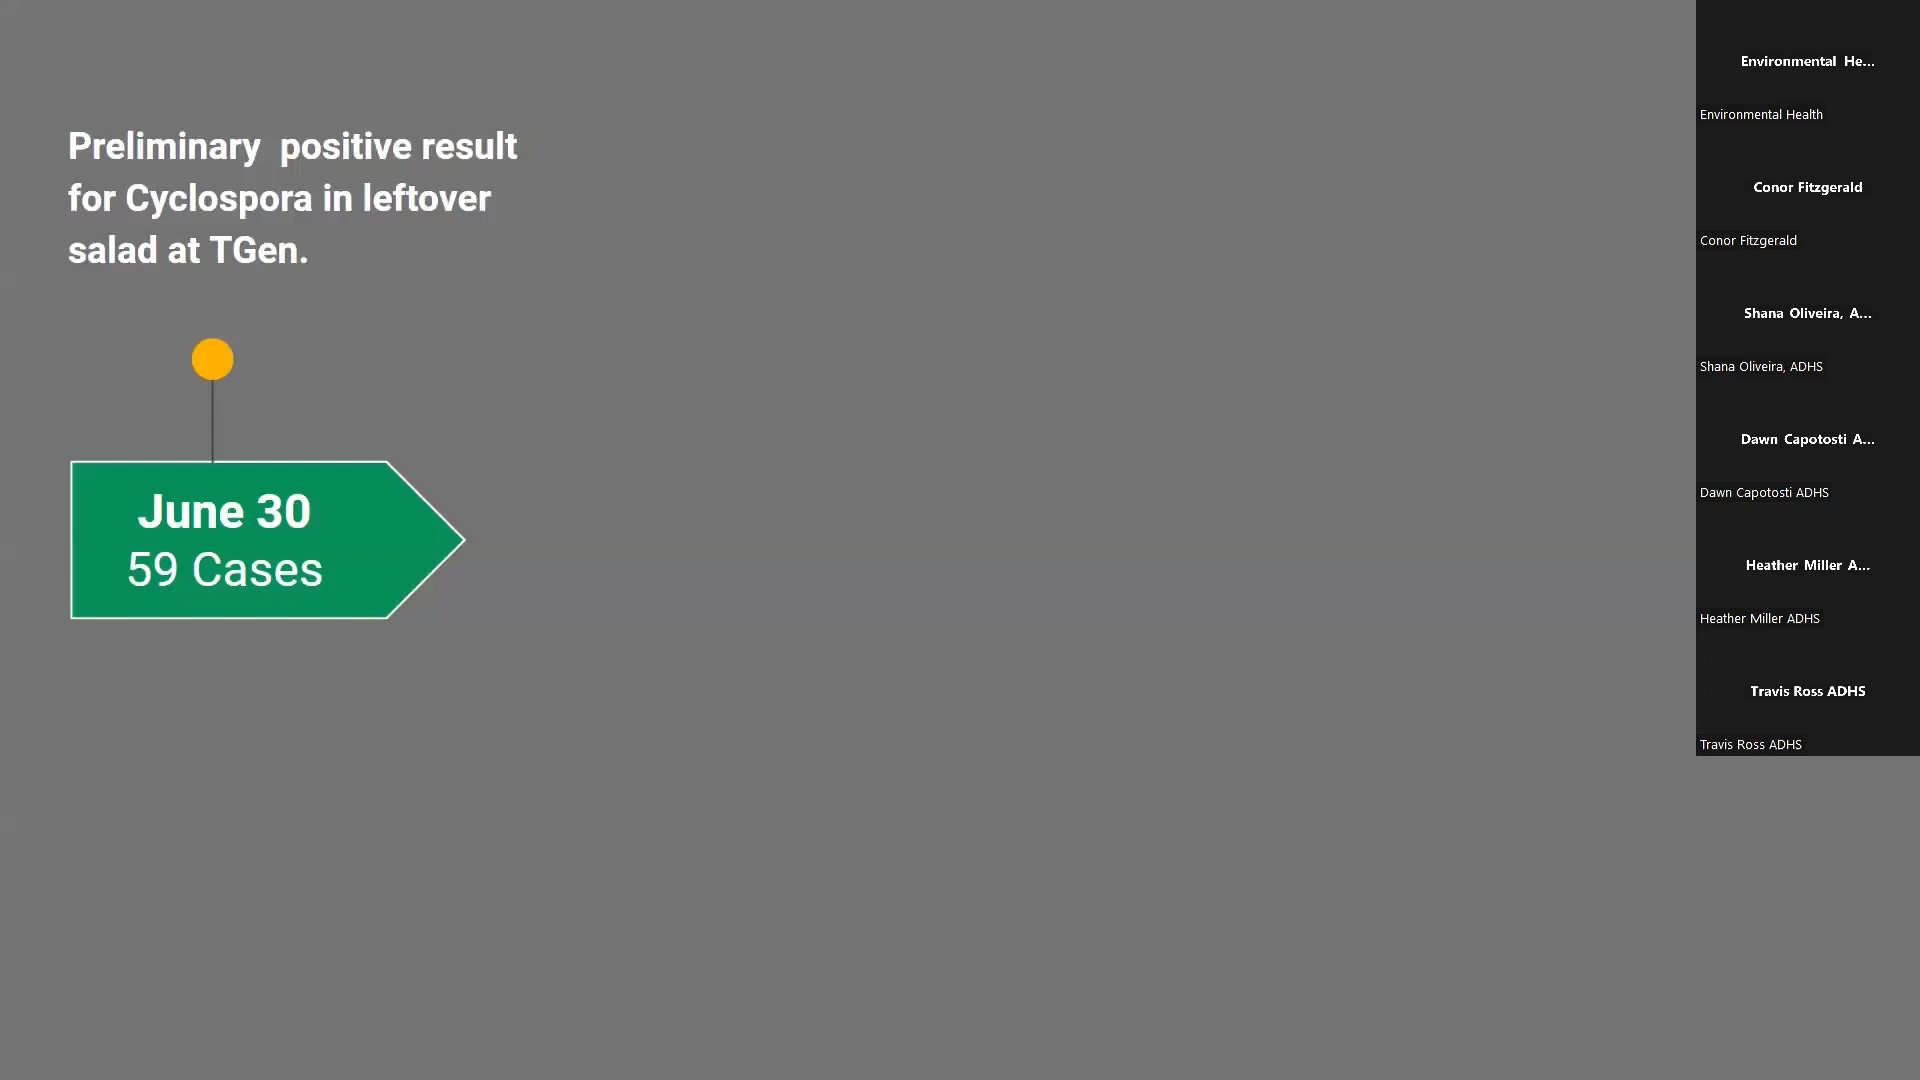 Preliminary positive result
for Cyclospora in leftover
salad at TGen.
June 30
59 Cases
Environmental He...
Environmental Health
Conor Fitzgerald
Conor Fitzgerald
Shana Oliveira, A...
Shana Oliveira, ADHS
Dawn Capotosti A...
Dawn Capotosti ADHS
Heather Miller A...
Heather Miller ADHS
Travis Ross ADHS
Travis Ross ADHS